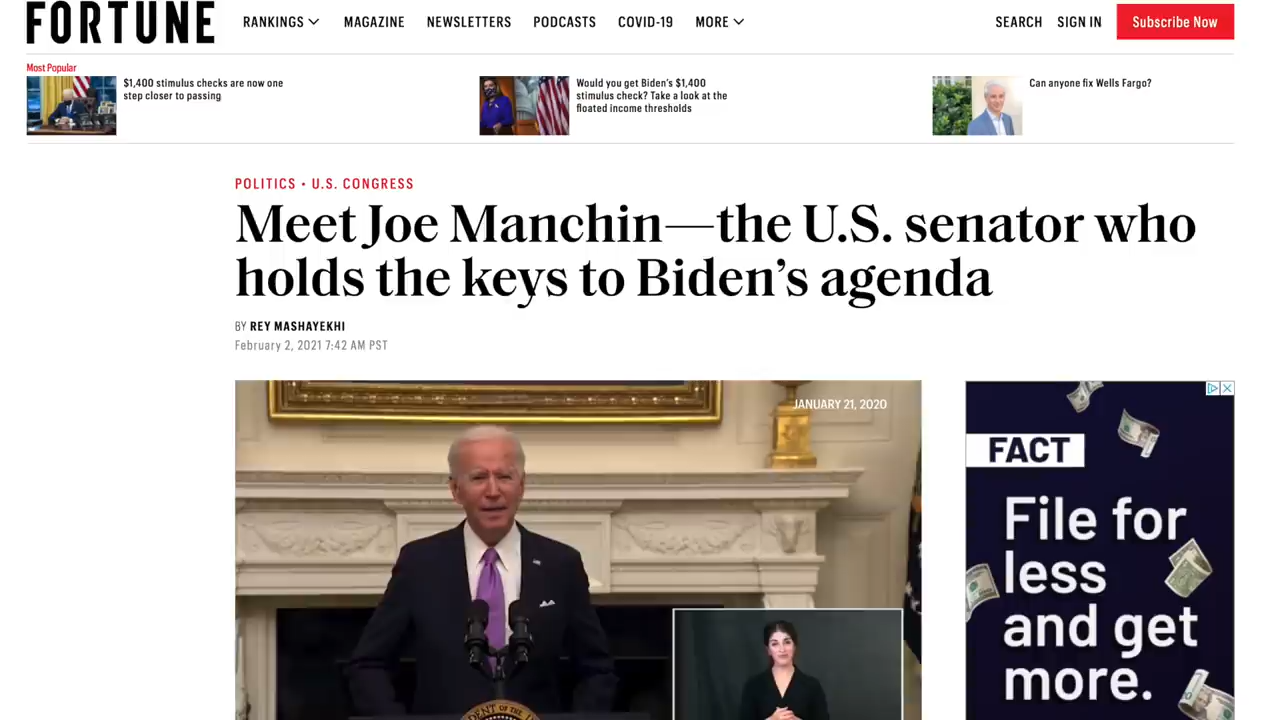 FORTUNE
RANKINGS MAGAZINE NEWSLETTERS PODCASTS COVID-19 MORE SEARCH SIGN IN Subscribe Now
Most Popular
$1,400 stimulus checks are now one
step closer to passing
Would you get Biden's $1,400
stimulus check? Take a look at the
floated income thresholds
Can anyone fix Wells Fargo?
POLITICS • U.S. CONGRESS
Meet Joe Manchin—the U.S. senator who
holds the keys to Biden's agenda
BY REY MASHAYEKHI
February 2, 2021 7:42 AM PST
JANUARY 21, 2020
FACT
File for
less
and get
more.